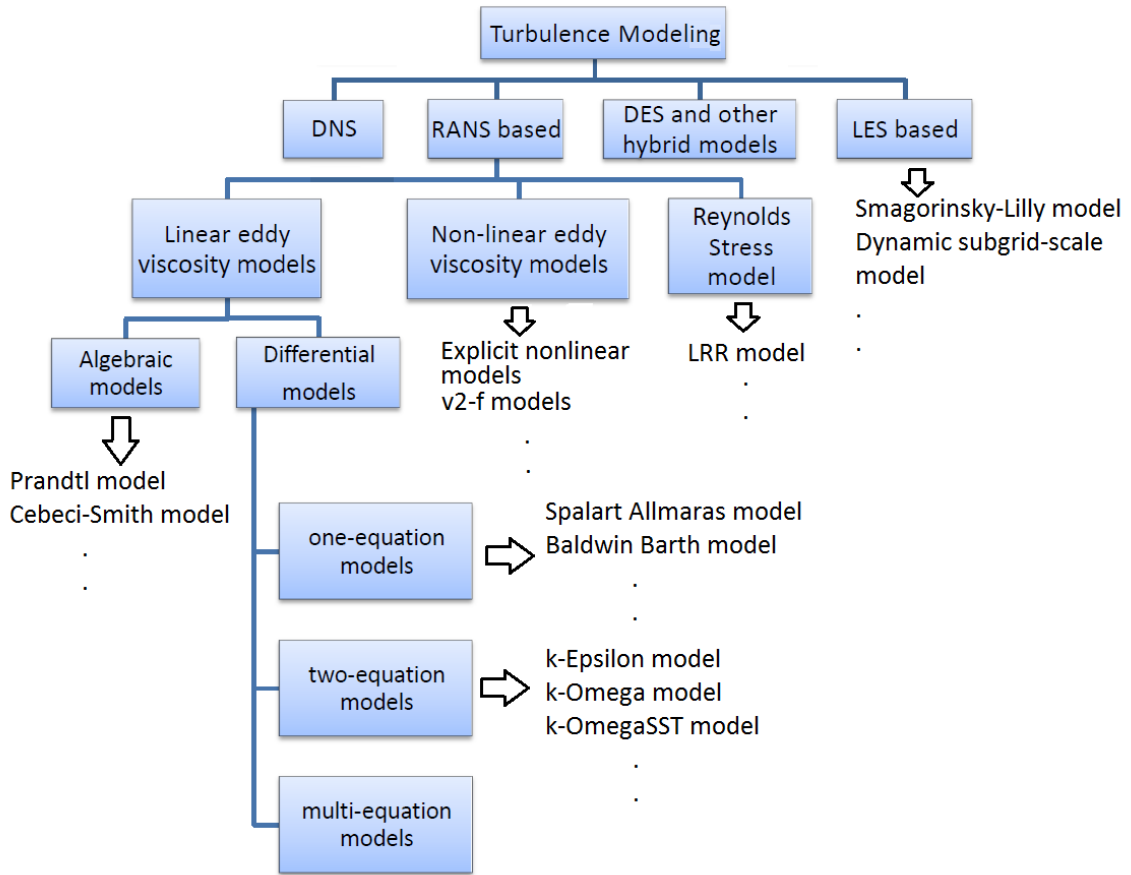 Turbulence Modeling
DNS
RANS based
DES and other
hybrid models
LES based
Smagorinsky-Lilly model
Dynamic subgrid-scale
model
.
.
Linear eddy
viscosity models
Non-linear eddy
viscosity models
Reynolds
Stress
model
Algebraic
models
Differential
models
Explicit nonlinear
models
v2-f models
.
.
LRR model
.
.
Prandtl model
Cebeci-Smith model
.
.
one-equation
models
Spalart Allmaras model
Baldwin Barth model
.
.
two-equation
models
k-Epsilon model
k-Omega model
k-OmegaSST model
.
.
multi-equation
models